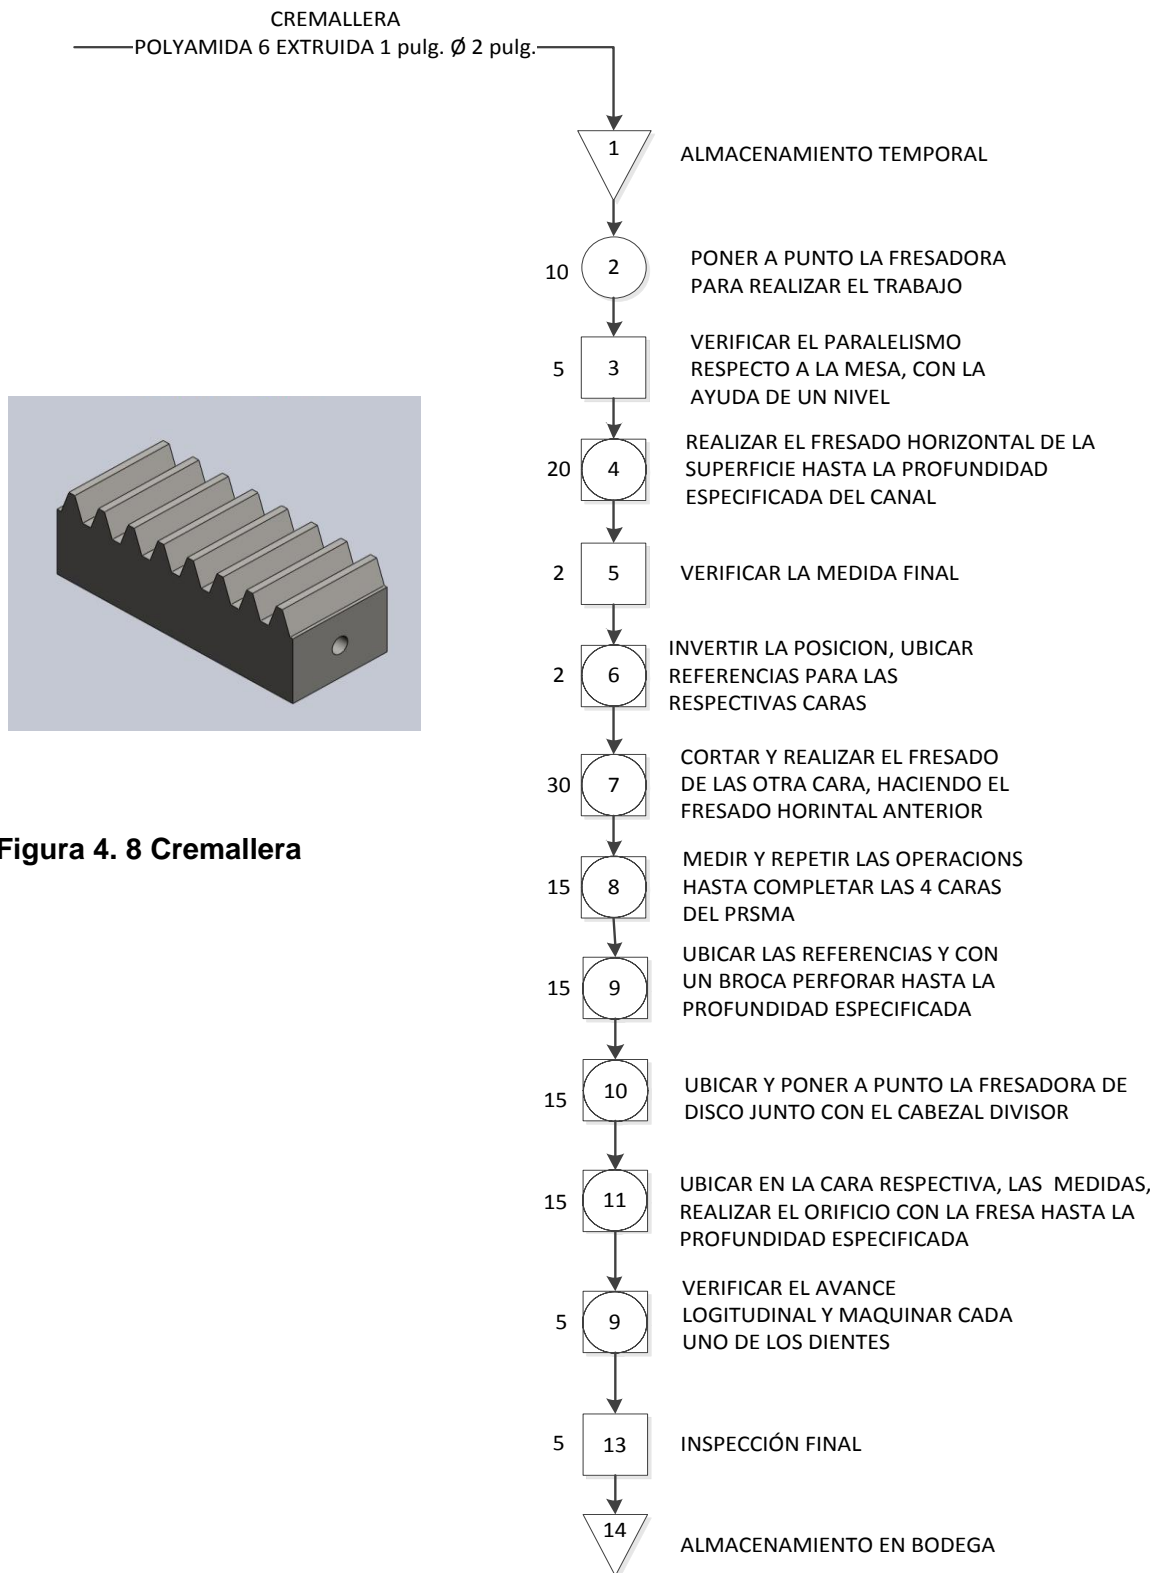 CREMALLERA
POLYAMIDA 6 EXTRUIDA 1 pulg. Ø 2 pulg.
1
ALMACENAMIENTO TEMPORAL
10
2
PONER A PUNTO LA FRESADORA
PARA REALIZAR EL TRABAJO
5
3
VERIFICAR EL PARALELISMO
RESPECTO A LA MESA, CON LA
AYUDA DE UN NIVEL
20
4
REALIZAR EL FRESADO HORIZONTAL DE LA
SUPERFICIE HASTA LA PROFUNDIDAD
ESPECIFICADA DEL CANAL
2
5
VERIFICAR LA MEDIDA FINAL
2
6
INVERTIR LA POSICION, UBICAR
REFERENCIAS PARA LAS
RESPECTIVAS CARAS
30
7
CORTAR Y REALIZAR EL FRESADO
DE LAS OTRA CARA, HACIENDO EL
FRESADO HORINTAL ANTERIOR
Figura 4. 8 Cremallera
15
8
MEDIR Y REPETIR LAS OPERACIONS
HASTA COMPLETAR LAS 4 CARAS
DEL PRSMA
15
9
UBICAR LAS REFERENCIAS Y CON
UN BROCA PERFORAR HASTA LA
PROFUNDIDAD ESPECIFICADA
15
10
UBICAR Y PONER A PUNTO LA FRESADORA DE
DISCO JUNTO CON EL CABEZAL DIVISOR
15
11
UBICAR EN LA CARA RESPECTIVA, LAS  MEDIDAS,
REALIZAR EL ORIFICIO CON LA FRESA HASTA LA
PROFUNDIDAD ESPECIFICADA
5
9
VERIFICAR EL AVANCE
LOGITUDINAL Y MAQUINAR CADA
UNO DE LOS DIENTES
5
13
INSPECCIÓN FINAL
14
ALMACENAMIENTO EN BODEGA